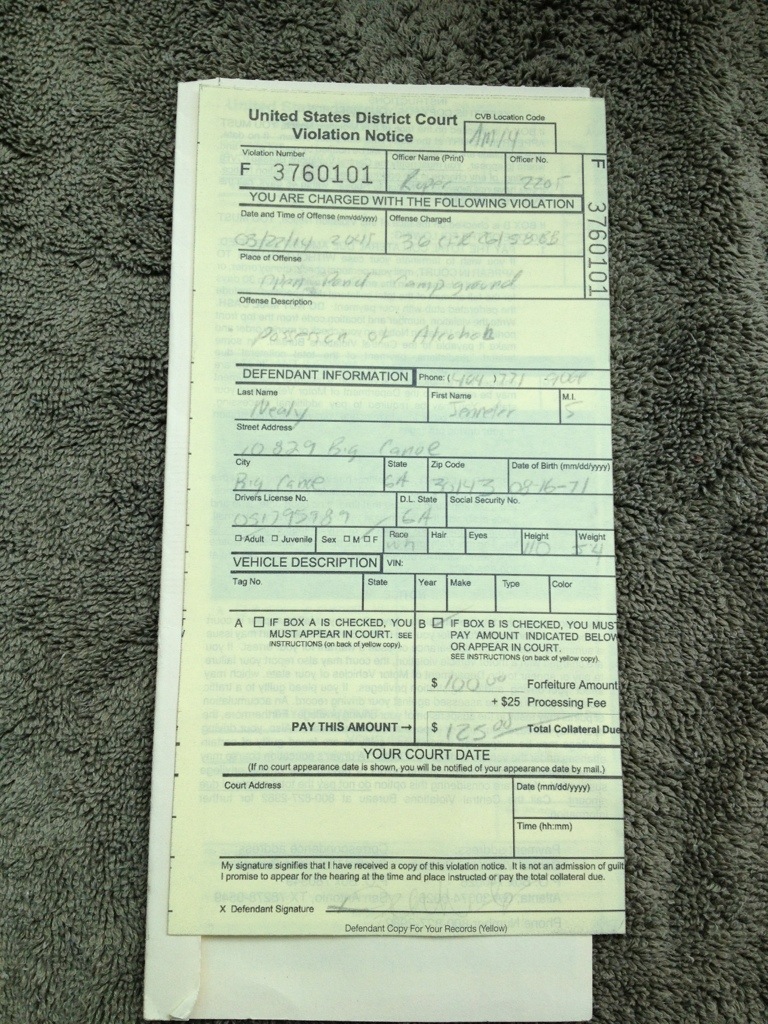 United States District Court
Violation Notice
CVB Location Code
AM14
Violation Number
F 3760101
Officer Name (Print)
Officer No.
2205
F 3760101
YOU ARE CHARGED WITH THE FOLLOWING VIOLATION
Date and Time of Offense (mm/dd/yyyy)
Offense Charged
36 CFR
Place of Offense
Pond Campground
Offense Description
of
DEFENDANT INFORMATION
Phone: (404) 771
Last Name
First Name
M.I.
Nealy
S
Street Address
10829 Big Canoe
City
State
Zip Code
Date of Birth (mm/dd/yyyy)
Big Canoe
GA
30143
Drivers License No.
D.L. State
Social Security No.
GA
Adult
Juvenile
Sex
M
F
Race
Hair
Eyes
Height
Weight
VEHICLE DESCRIPTION
VIN:
Tag No.
State
Year
Make
Type
Color
A IF BOX A IS CHECKED, YOU
MUST APPEAR IN COURT. SEE
INSTRUCTIONS (on back of yellow copy).
B IF BOX B IS CHECKED, YOU MUST
PAY AMOUNT INDICATED BELOW
OR APPEAR IN COURT.
SEE INSTRUCTIONS (on back of yellow copy).
$ 100 00 Forfeiture Amount
+ $25 Processing Fee
PAY THIS AMOUNT → $ 125 00 Total Collateral Due
YOUR COURT DATE
(If no court appearance date is shown, you will be notified of your appearance date by mail.)
Court Address
Date (mm/dd/yyyy)
Time (hh:mm)
My signature signifies that I have received a copy of this violation notice. It is not an admission of guilt
I promise to appear for the hearing at the time and place instructed or pay the total collateral due.
X Defendant Signature
Defendant Copy For Your Records (Yellow)